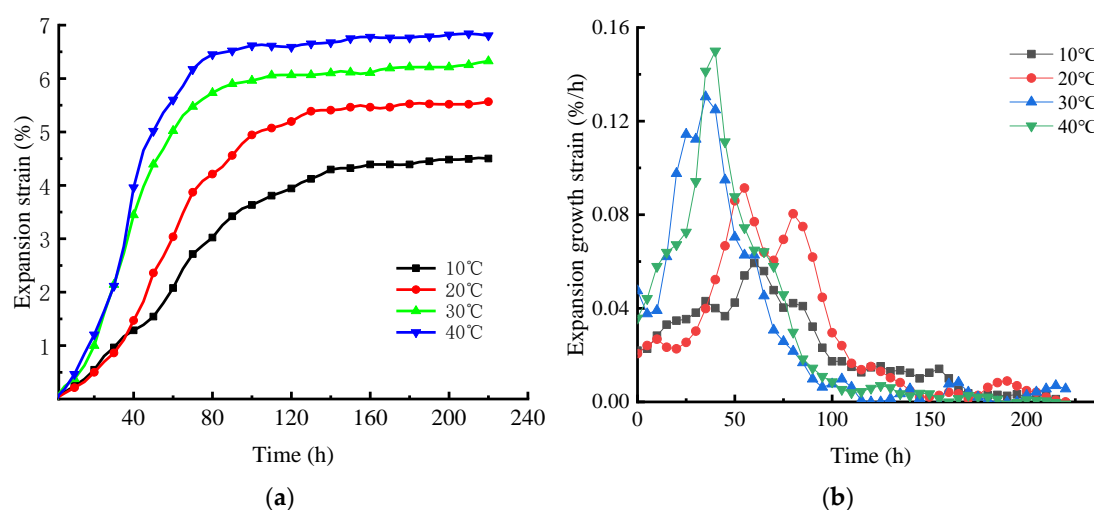 7
6
5
4
3
2
1
Expansion strain (%)
10℃
20℃
30℃
40℃
0 40 80 120 160 200 240
Time (h)
(a)
0.16
0.12
0.08
0.04
0.00
Expansion growth strain (%/h)
10℃
20℃
30℃
40℃
0 50 100 150 200
Time (h)
(b)